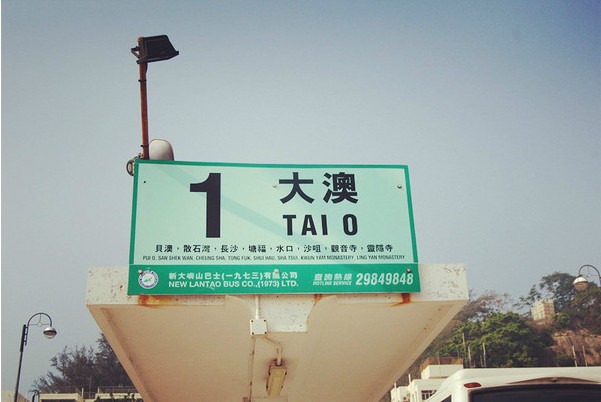 1
大澳
TAI O
貝澳，散石灣，長沙，塘福，水口，沙咀，觀音寺，靈隱寺
PUI O, SAN SHEK WAN, CHEUNG SHA, TONG FUK, SHUI HAU, SHA TSUI, KWUN YAM MONASTERY, LING YAN MONASTERY
新大嶼山巴士(一九七三)有限公司 查詢熱線 29849848
NEW LANTAO BUS CO.,(1973) LTD. HOTLINE SERVICE